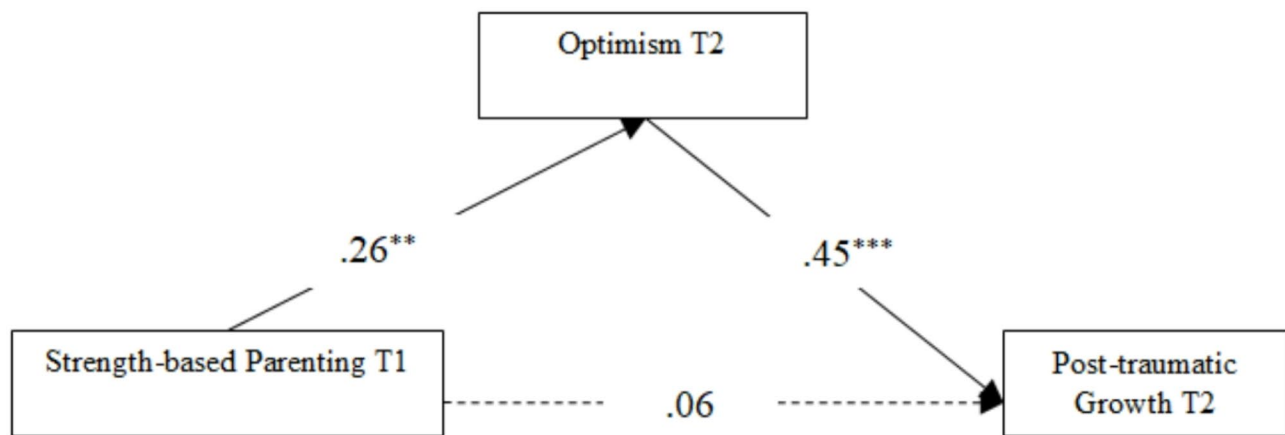 Optimism T2
.26**
.45***
Strength-based Parenting T1
.06
Post-traumatic
Growth T2